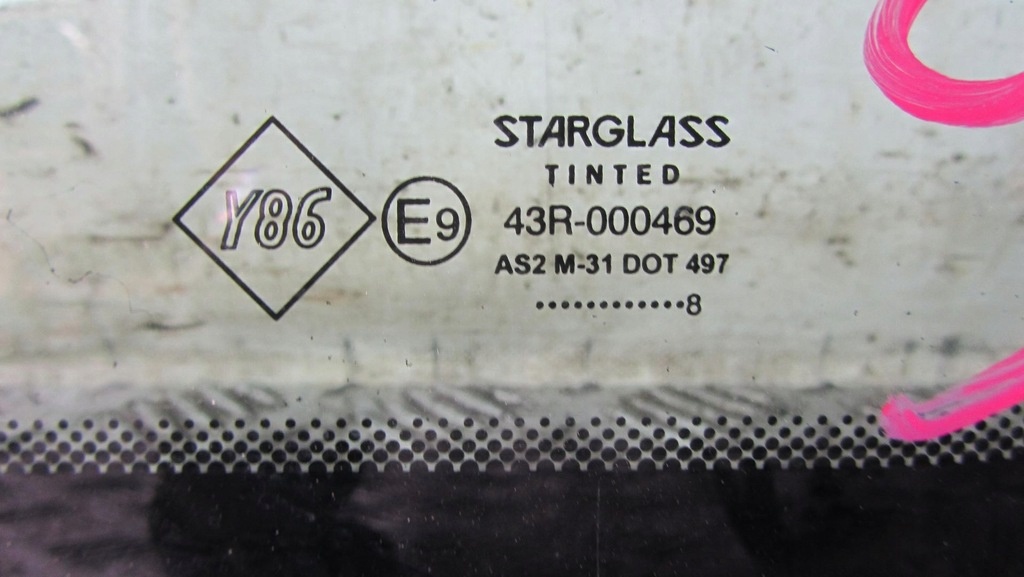 Y86
E9
STARGLASS
TINTED
43R-000469
AS2 M-31 DOT 497
............8